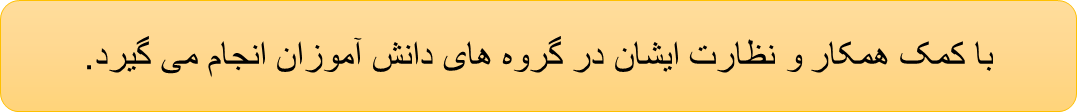 با کمک همکار و نظارت ایشان در گروه های دانش آموزان انجام می گیرد.